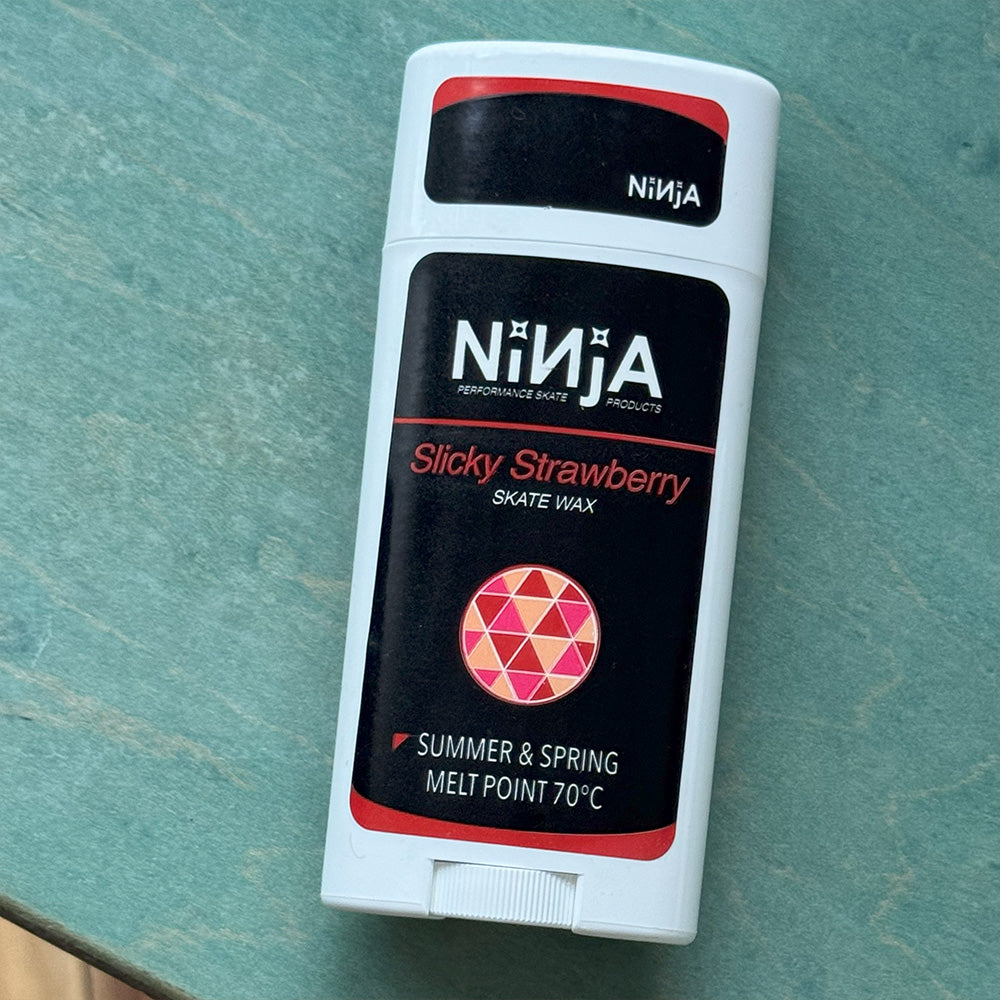 NiNjA
NiNjA
PERFORMANCE SKATE PRODUCTS
Slicky Strawberry
SKATE WAX
SUMMER & SPRING
MELT POINT 70°C